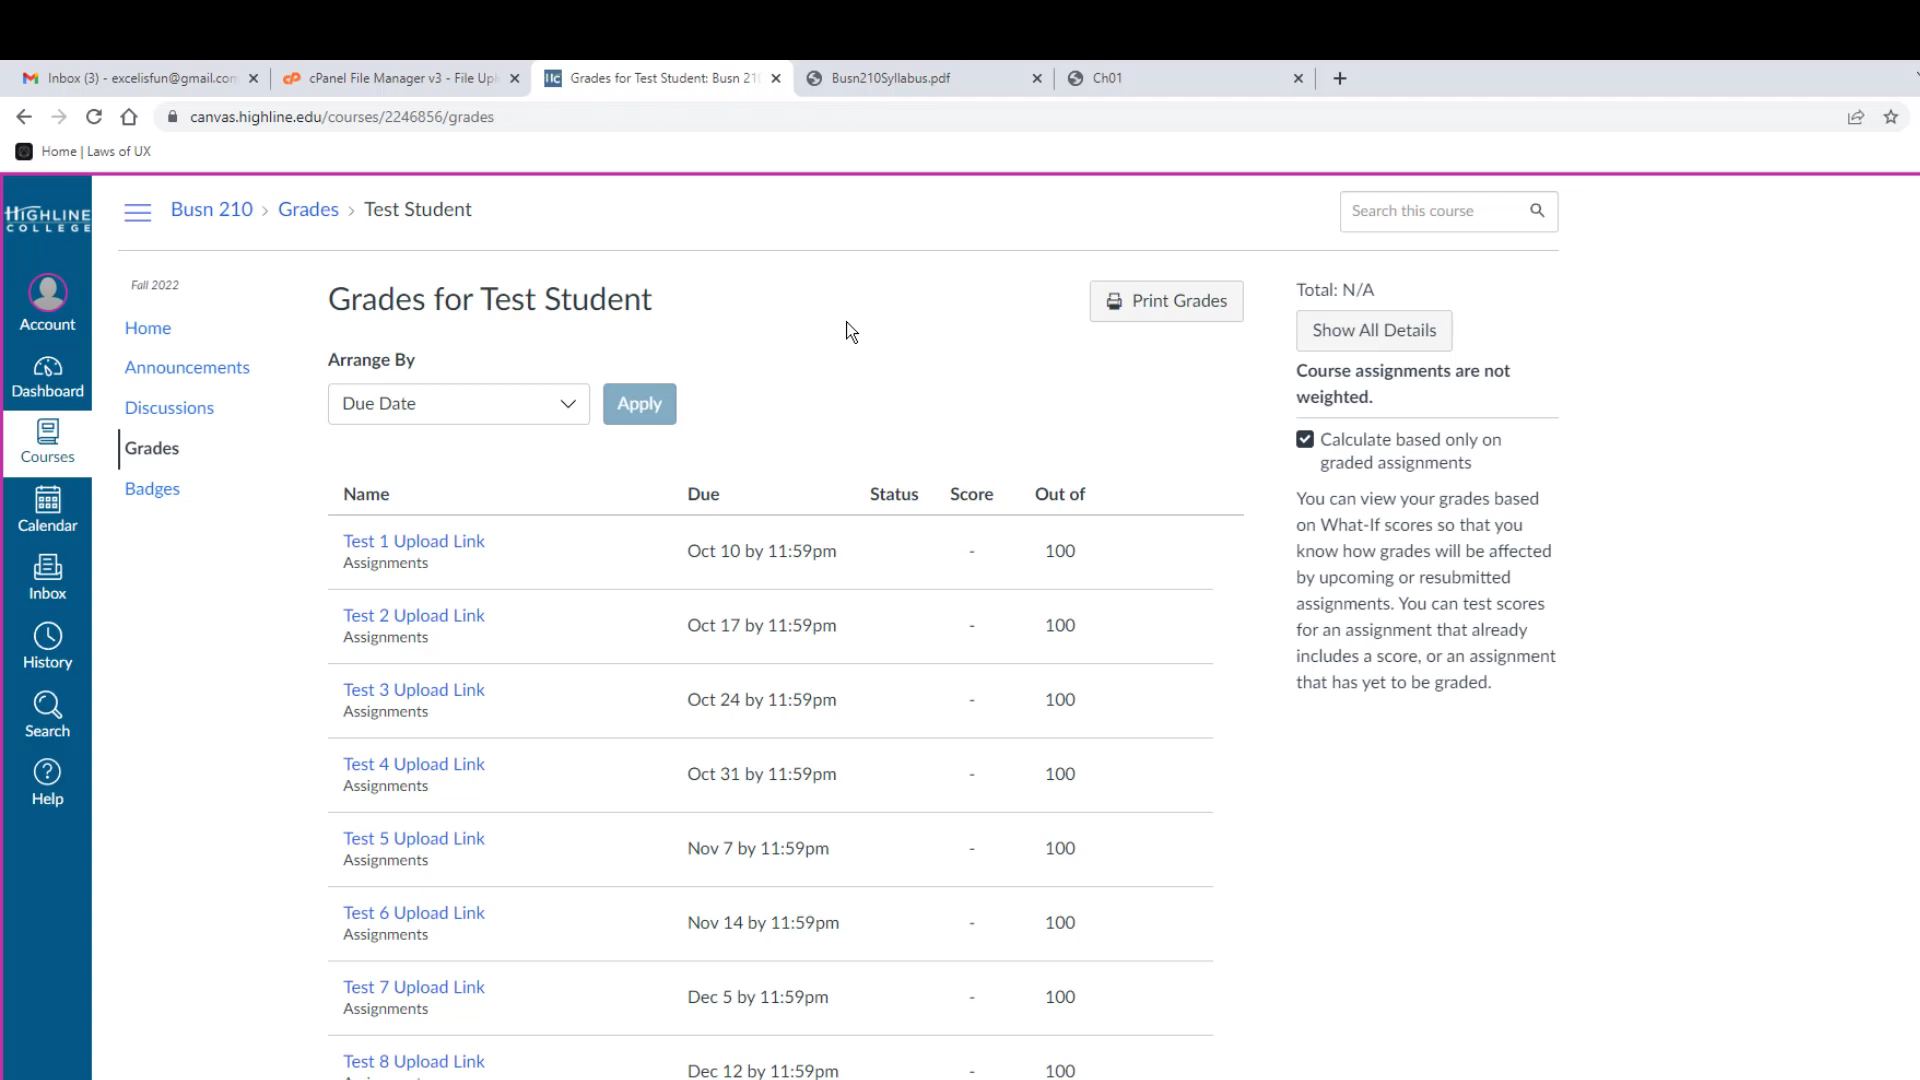 Inbox (3) - excelisfun@gmail.com
cPanel File Manager v3 - File Upl
Grades for Test Student: Busn 210
Busn210Syllabus.pdf
Ch01
canvas.highline.edu/courses/2246856/grades
Home | Laws of UX
HIGHLINE
COLLEGE
Account
Dashboard
Courses
Calendar
Inbox
History
Search
Help
Busn 210 › Grades › Test Student
Search this course
Fall 2022
Home
Announcements
Discussions
Grades
Badges
Grades for Test Student
Print Grades
Arrange By
Due Date
Apply
Name Due Status Score Out of
Test 1 Upload Link
Assignments
Oct 10 by 11:59pm - 100
Test 2 Upload Link
Assignments
Oct 17 by 11:59pm - 100
Test 3 Upload Link
Assignments
Oct 24 by 11:59pm - 100
Test 4 Upload Link
Assignments
Oct 31 by 11:59pm - 100
Test 5 Upload Link
Assignments
Nov 7 by 11:59pm - 100
Test 6 Upload Link
Assignments
Nov 14 by 11:59pm - 100
Test 7 Upload Link
Assignments
Dec 5 by 11:59pm - 100
Test 8 Upload Link
Dec 12 by 11:59pm - 100
Total: N/A
Show All Details
Course assignments are not
weighted.
Calculate based only on
graded assignments
You can view your grades based
on What-If scores so that you
know how grades will be affected
by upcoming or resubmitted
assignments. You can test scores
for an assignment that already
includes a score, or an assignment
that has yet to be graded.